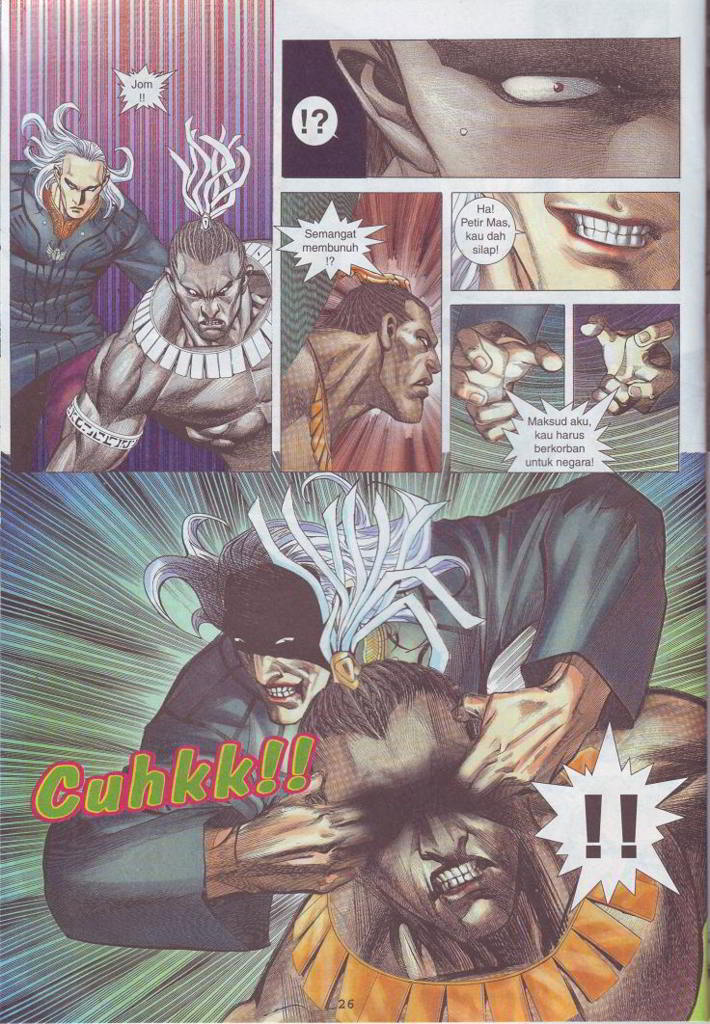 Jom
!!
!?
Semangat
membunuh
!?
Ha!
Petir Mas,
kau dah
silap!
Maksud aku,
kau harus
berkorban
untuk negara!
Cuhkk!!
!!
26